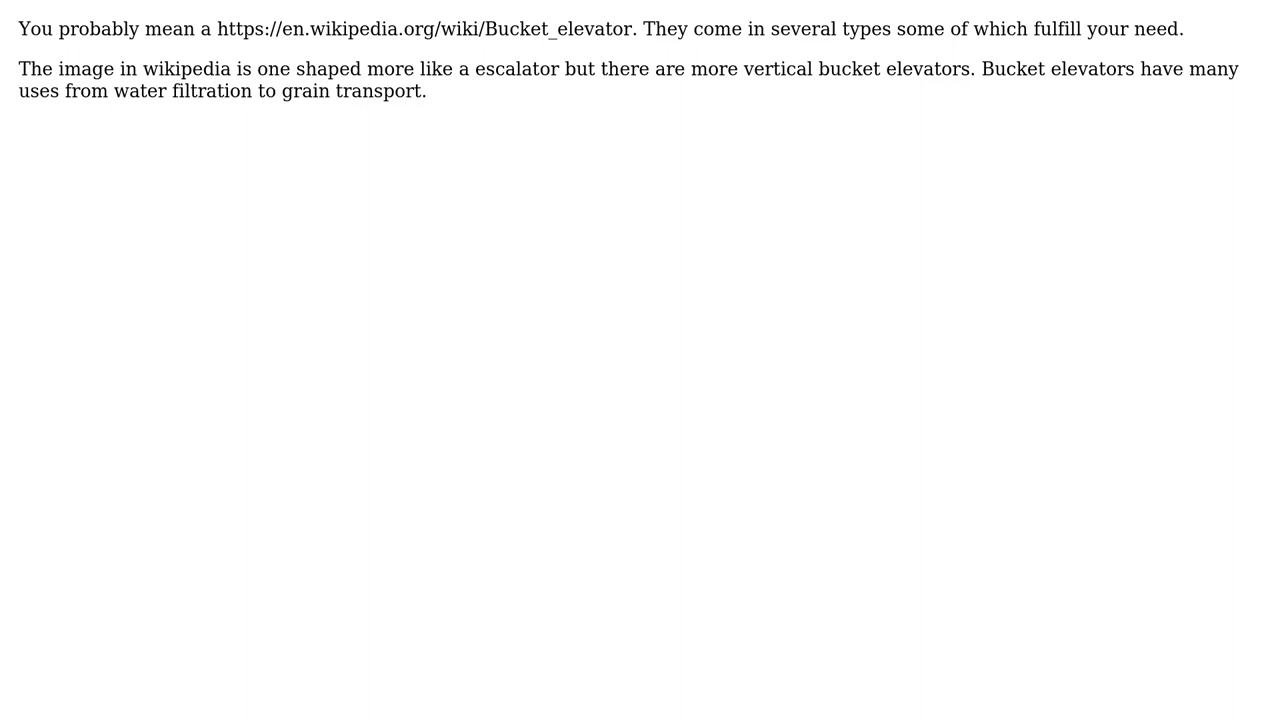 You probably mean a https://en.wikipedia.org/wiki/Bucket_elevator. They come in several types some of which fulfill your need.
The image in wikipedia is one shaped more like a escalator but there are more vertical bucket elevators. Bucket elevators have many
uses from water filtration to grain transport.